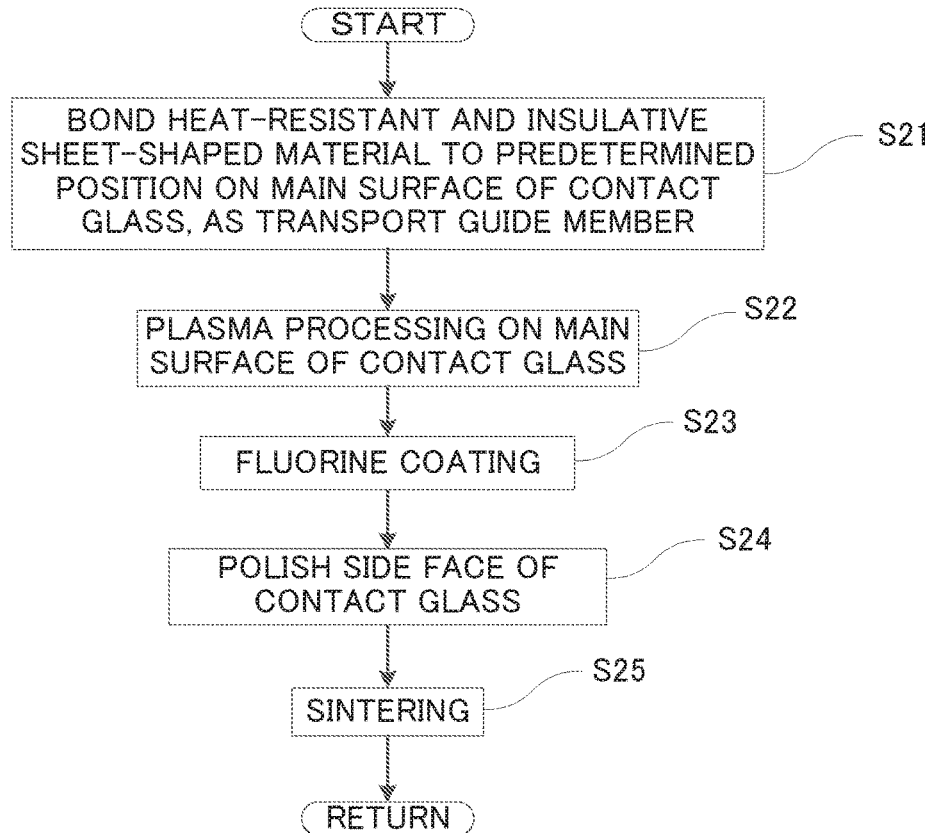 START
BOND HEAT-RESISTANT AND INSULATIVE
SHEET-SHAPED MATERIAL TO PREDETERMINED
POSITION ON MAIN SURFACE OF CONTACT
GLASS, AS TRANSPORT GUIDE MEMBER
S21
PLASMA PROCESSING ON MAIN
SURFACE OF CONTACT GLASS
S22
FLUORINE COATING
S23
POLISH SIDE FACE OF
CONTACT GLASS
S24
SINTERING
S25
RETURN